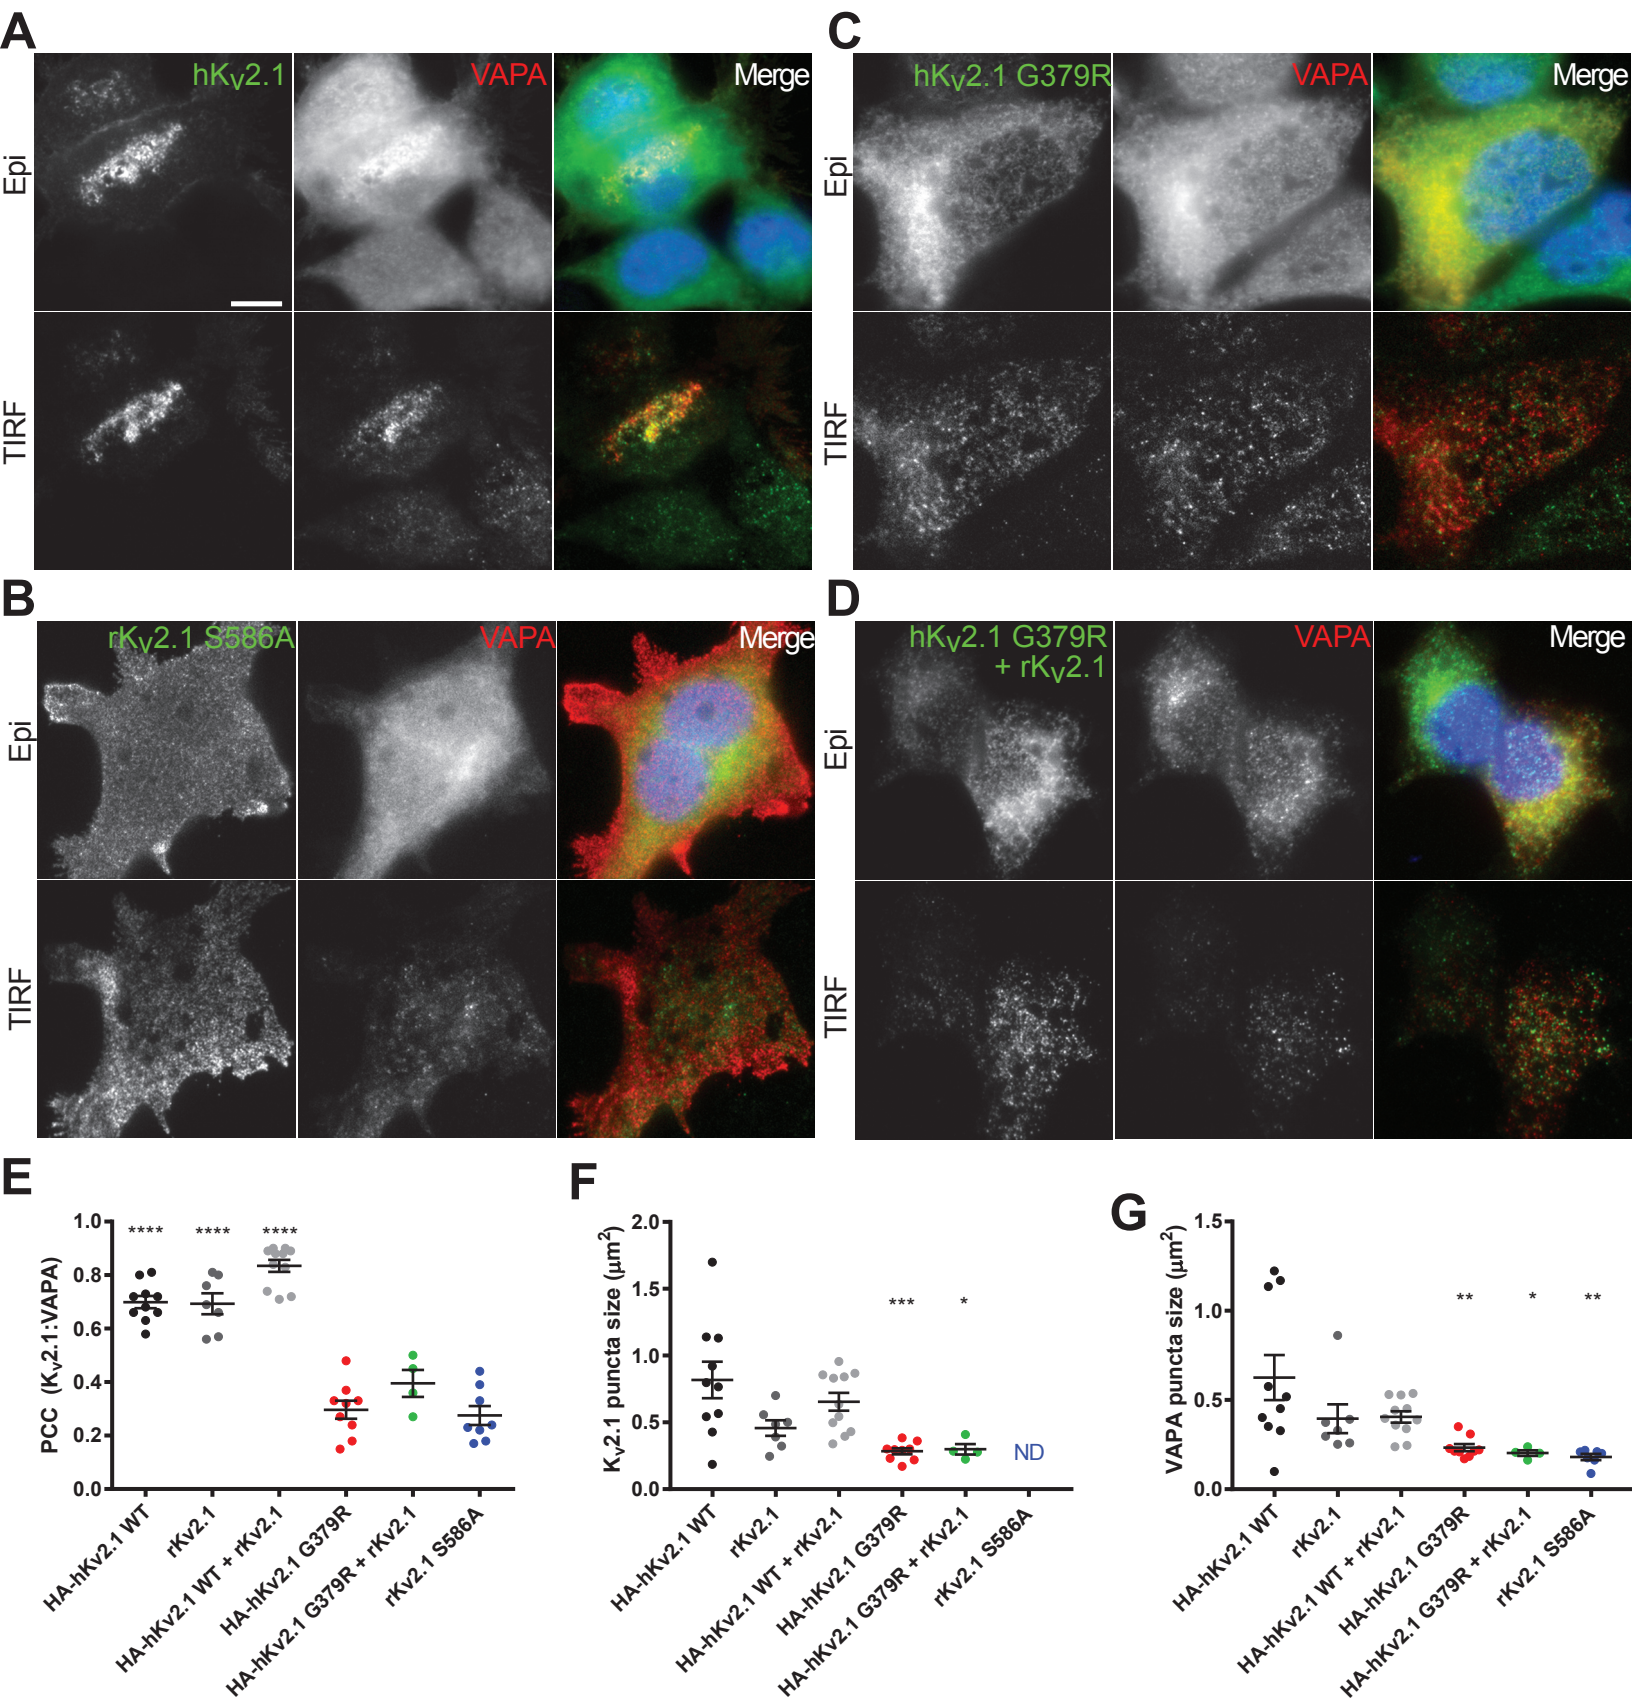 A
hKv2.1
VAPA
Merge
Epi
TIRF
C
hKv2.1 G379R
VAPA
Merge
Epi
TIRF
B
rKv2.1 S586A
VAPA
Merge
Epi
TIRF
D
hKv2.1 G379R
+ rKv2.1
VAPA
Merge
Epi
TIRF
E
PCC (Kv2.1:VAPA)
1.0
0.8
0.6
0.4
0.2
0.0
****
****
****
HA-hKv2.1 WT
rKv2.1
HA-hKv2.1 WT + rKv2.1
HA-hKv2.1 G379R
HA-hKv2.1 G379R + rKv2.1
rKv2.1 S586A
F
Kv2.1 puncta size (µm²)
2.0
1.5
1.0
0.5
0.0
***
*
ND
HA-hKv2.1 WT
rKv2.1
HA-hKv2.1 WT + rKv2.1
HA-hKv2.1 G379R
HA-hKv2.1 G379R + rKv2.1
rKv2.1 S586A
G
VAPA puncta size (µm²)
1.5
1.0
0.5
0.0
**
*
**
HA-hKv2.1 WT
rKv2.1
HA-hKv2.1 WT + rKv2.1
HA-hKv2.1 G379R
HA-hKv2.1 G379R + rKv2.1
rKv2.1 S586A